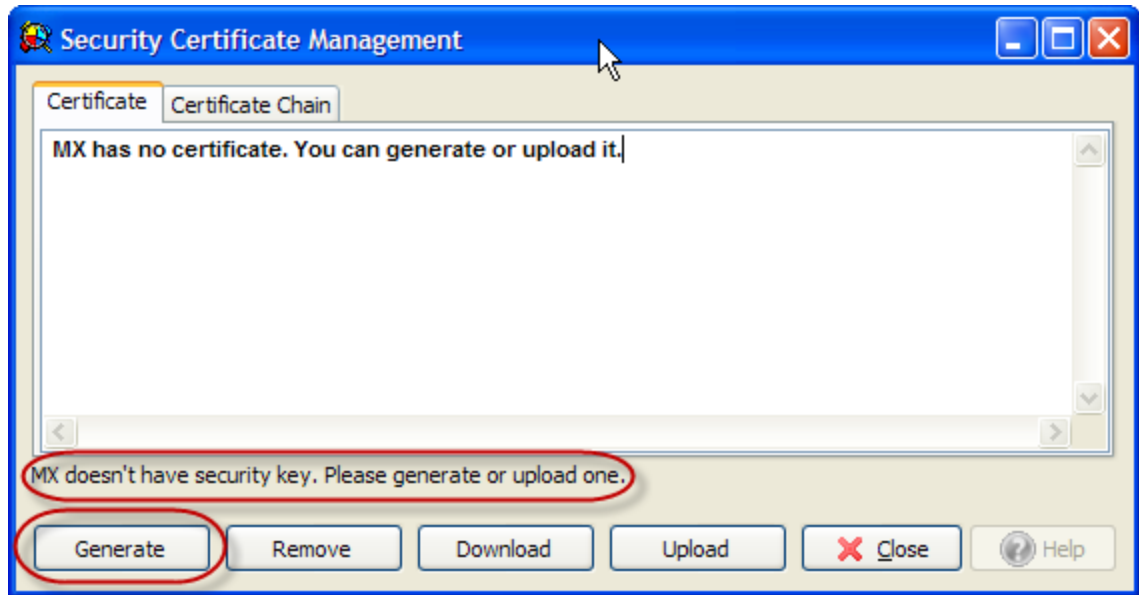 Security Certificate Management
Certificate Certificate Chain
MX has no certificate. You can generate or upload it.
MX doesn't have security key. Please generate or upload one.
Generate Remove Download Upload Close Help